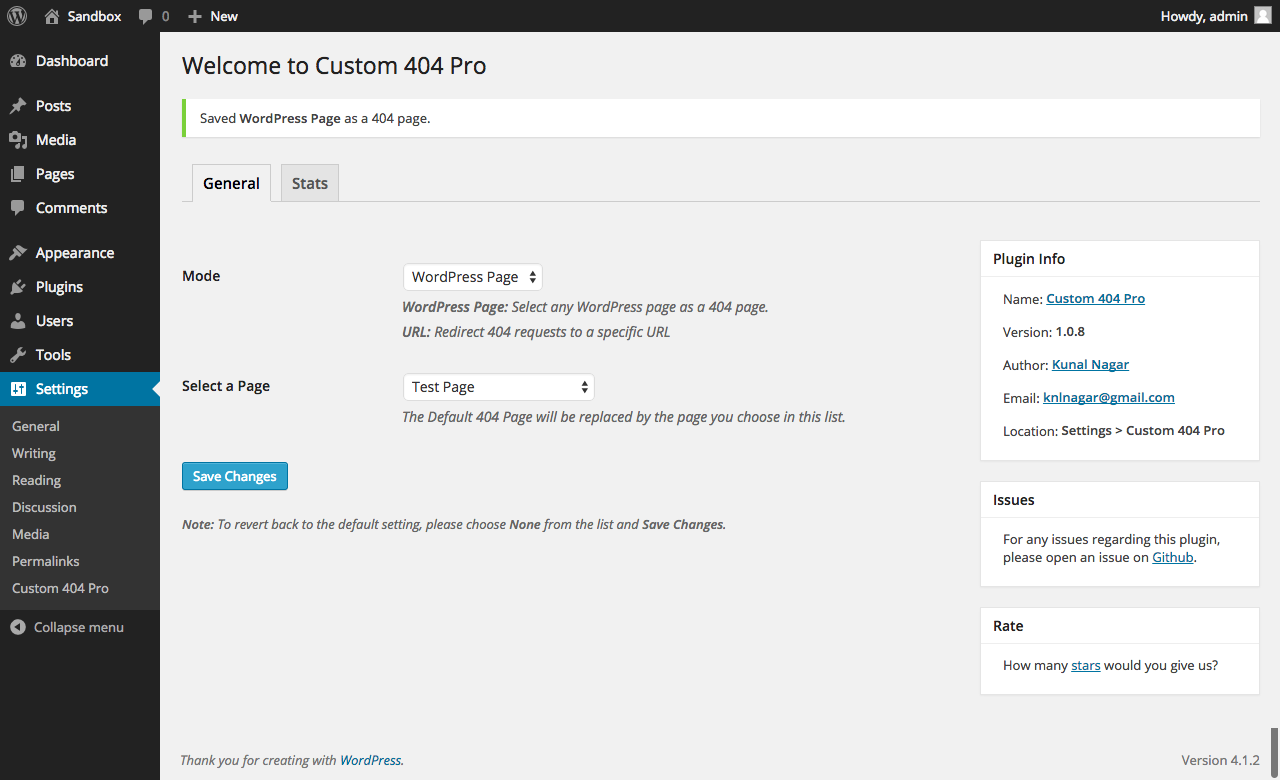 Sandbox 0 New Howdy, admin
Dashboard
Posts
Media
Pages
Comments
Appearance
Plugins
Users
Tools
Settings
General
Writing
Reading
Discussion
Media
Permalinks
Custom 404 Pro
Collapse menu
Welcome to Custom 404 Pro
Saved WordPress Page as a 404 page.
General Stats
Mode WordPress Page
WordPress Page: Select any WordPress page as a 404 page.
URL: Redirect 404 requests to a specific URL
Select a Page Test Page
The Default 404 Page will be replaced by the page you choose in this list.
Save Changes
Note: To revert back to the default setting, please choose None from the list and Save Changes.
Plugin Info
Name: Custom 404 Pro
Version: 1.0.8
Author: Kunal Nagar
Email: knlnagar@gmail.com
Location: Settings > Custom 404 Pro
Issues
For any issues regarding this plugin,
please open an issue on Github.
Rate
How many stars would you give us?
Thank you for creating with WordPress. Version 4.1.2